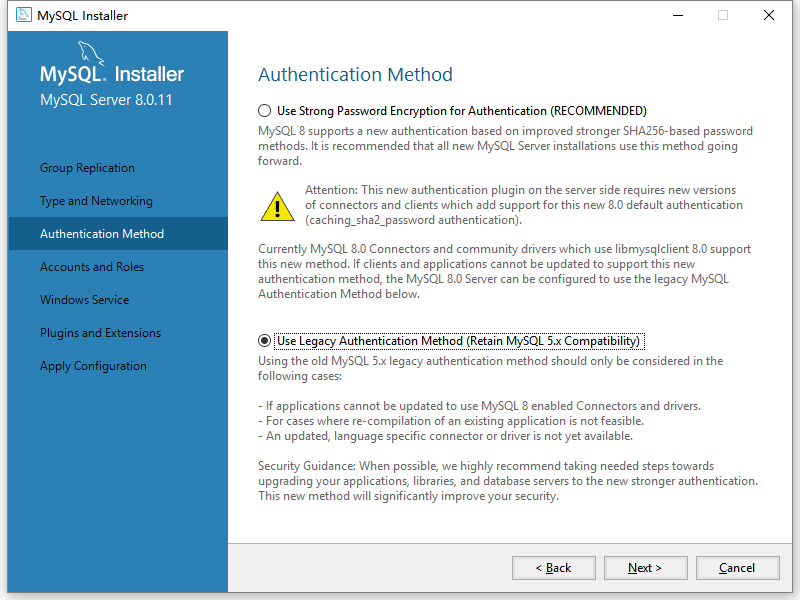 MySQL Installer
MySQL. Installer
MySQL Server 8.0.11
Group Replication
Type and Networking
Authentication Method
Accounts and Roles
Windows Service
Plugins and Extensions
Apply Configuration
Authentication Method
Use Strong Password Encryption for Authentication (RECOMMENDED)
MySQL 8 supports a new authentication based on improved stronger SHA256-based password
methods. It is recommended that all new MySQL Server installations use this method going
forward.
Attention: This new authentication plugin on the server side requires new versions
of connectors and clients which add support for this new 8.0 default authentication
(caching_sha2_password authentication).
Currently MySQL 8.0 Connectors and community drivers which use libmysqlclient 8.0 support
this new method. If clients and applications cannot be updated to support this new
authentication method, the MySQL 8.0 Server can be configured to use the legacy MySQL
Authentication Method below.
Use Legacy Authentication Method (Retain MySQL 5.x Compatibility)
Using the old MySQL 5.x legacy authentication method should only be considered in the
following cases:
- If applications cannot be updated to use MySQL 8 enabled Connectors and drivers.
- For cases where re-compilation of an existing application is not feasible.
- An updated, language specific connector or driver is not yet available.
Security Guidance: When possible, we highly recommend taking needed steps towards
upgrading your applications, libraries, and database servers to the new stronger authentication.
This new method will significantly improve your security.
< Back
Next >
Cancel